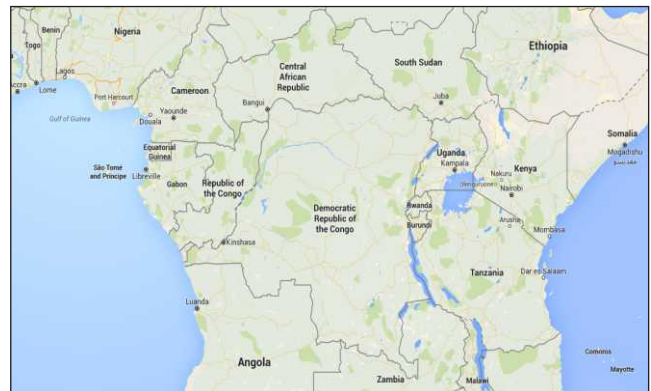 Benin
Togo
Nigeria
Ethiopia
South Sudan
Central
African
Republic
Lagos
Accra
Lome
Port Harcourt
Cameroon
Juba
Bangui
Gulf of Guinea
Yaounde
Douala
Somalia
Mogadishu
Equatorial
Guinea
Uganda
Kampala
Kenya
São Tomé
and Príncipe
Libreville
Gabon
Republic of
the Congo
Nakuru
Nairobi
Democratic
Republic of
the Congo
Rwanda
Burundi
Arusha
Mombasa
Kinshasa
Tanzania
Dar es Salaam
Luanda
Comoros
Angola
Mayotte
Zambia
Malawi